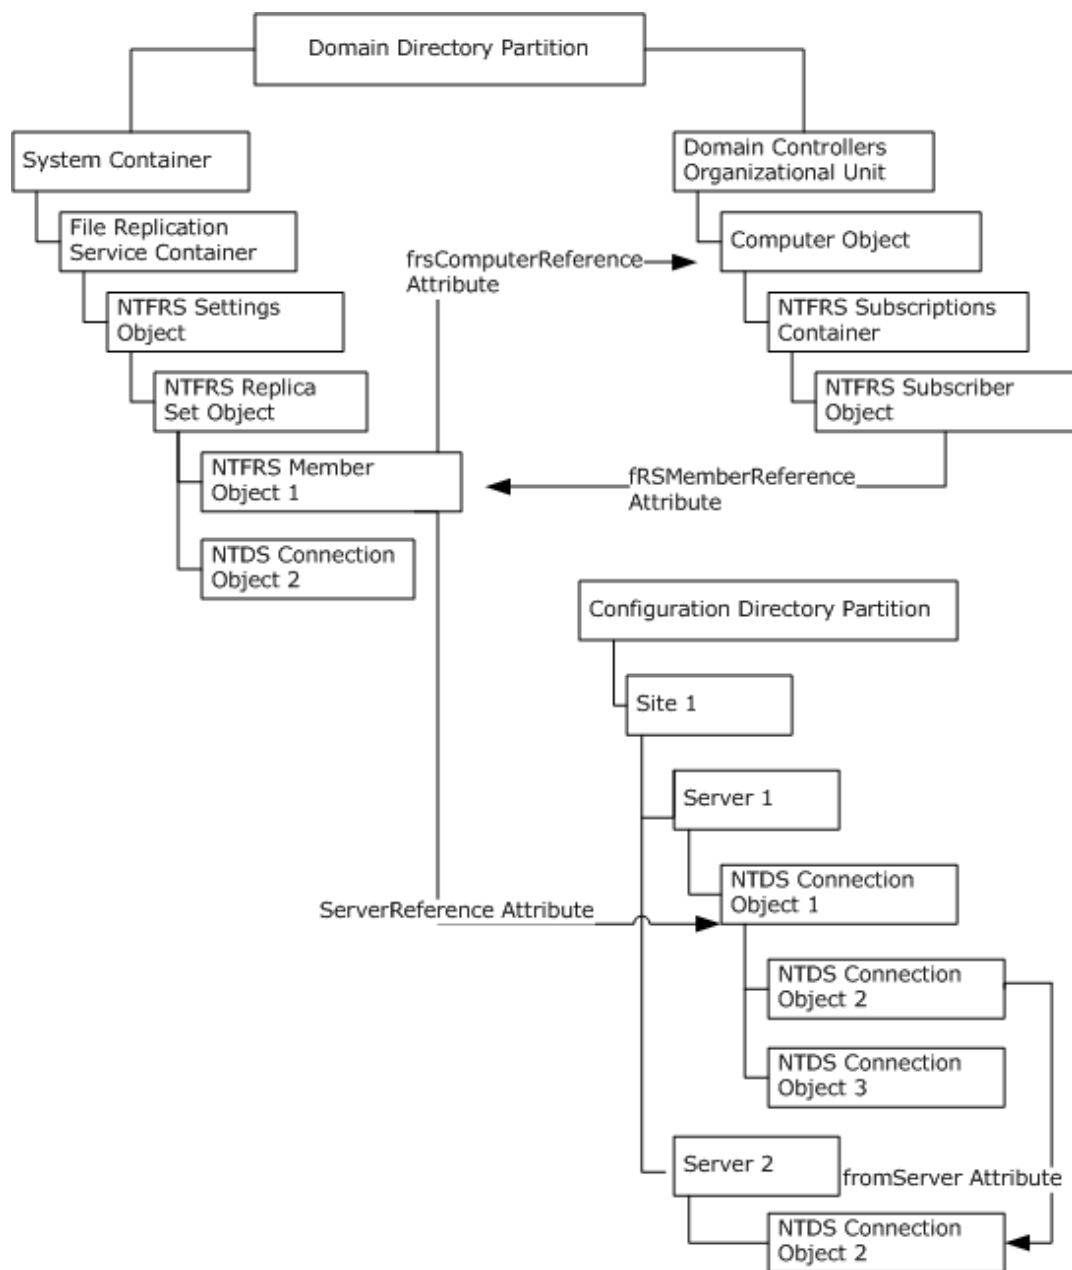 Domain Directory Partition
System Container
Domain Controllers
Organizational Unit
File Replication
Service Container
Computer Object
frsComputerReference
Attribute
NTFRS Settings
Object
NTFRS Subscriptions
Container
NTFRS Replica
Set Object
NTFRS Subscriber
Object
NTFRS Member
Object 1
fRSMemberReference
Attribute
NTDS Connection
Object 2
Configuration Directory Partition
Site 1
Server 1
NTDS Connection
Object 1
ServerReference Attribute
NTDS Connection
Object 2
NTDS Connection
Object 3
Server 2
fromServer Attribute
NTDS Connection
Object 2